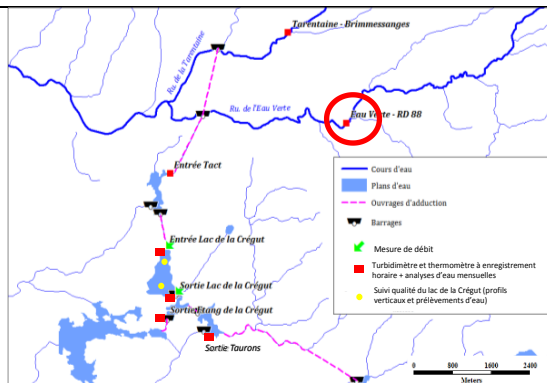 Tarentaine - Brimmessanges
Ru. de la Tarentaine
Ru. de l'Eau Verte
Eau Verte - RD 88
Entrée Tact
Entrée Lac de la Crégut
Sortie Lac de la Crégut
Sortie Etang de la Crégut
Sortie Taurons
Cours d'eau
Plans d'eau
Ouvrages d'adduction
Barrages
Mesure de débit
Turbidimètre et thermomètre à enregistrement
horaire + analyses d'eau mensuelles
Suivi qualité du lac de la Crégut (profils
verticaux et prélèvements d'eau)
0 800 1600 2400
Meters